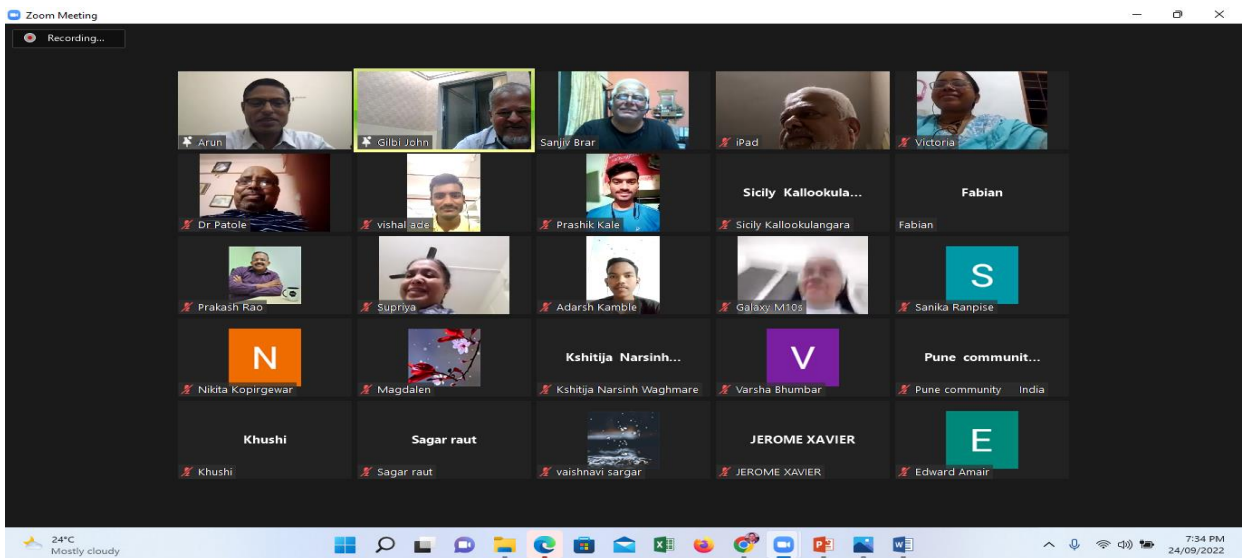 Zoom Meeting
Recording...
Arun
Gilbi John
Sanjiv Brar
iPad
Victoria
Dr Patole
vishal ade
Prashik Kale
Sicily Kallookula...
Sicily Kallookulangara
Fabian
Fabian
Prakash Rao
Supriya
Adarsh Kamble
Galaxy M10s
S
Sanika Ranpise
N
Nikita Kopirgewar
Magdalen
Kshitija Narsinh...
Kshitija Narsinh Waghmare
V
Varsha Bhumbar
Pune communit...
Pune community India
Khushi
Khushi
Sagar raut
Sagar raut
vaishnavi sargar
JEROME XAVIER
JEROME XAVIER
E
Edward Amair
24°C
Mostly cloudy
7:34 PM
24/09/2022